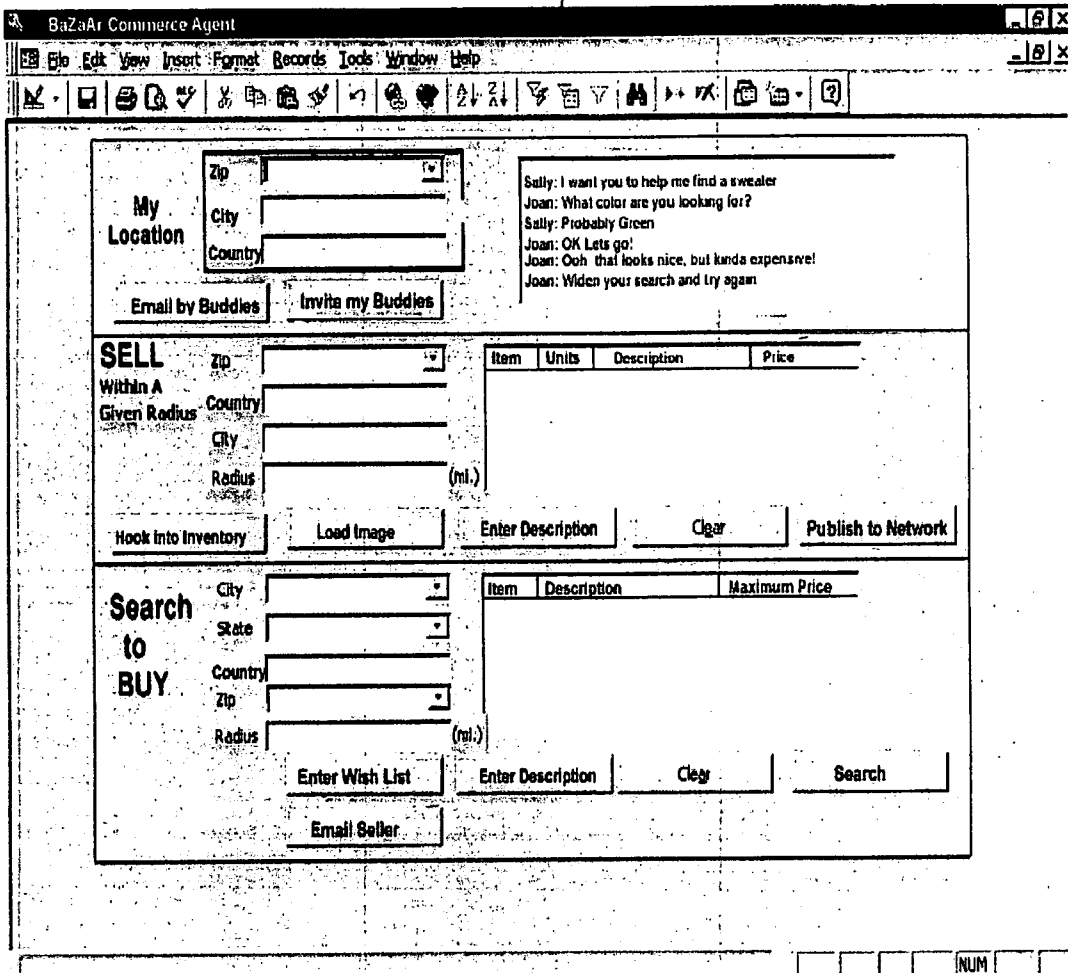 BaZaAr Commerce Agent
File Edit View Insert Format Records Tools Window Help
My
Location
Zip
City
Country
Email by Buddies
Invite my Buddies
Sally: I want you to help me find a sweater
Joan: What color are you looking for?
Sally: Probably Green
Joan: OK Lets go!
Joan: Ooh that looks nice, but kinda expensive!
Joan: Widen your search and try again
SELL
Within A
Given Radius
Zip
Country
City
Radius (mi.)
Item Units Description Price
Hook into Inventory Load Image Enter Description Clear Publish to Network
Search
to
BUY
City
State
Country
Zip
Radius (mi.)
Item Description Maximum Price
Enter Wish List Enter Description Clear Search
Email Seller
NUM